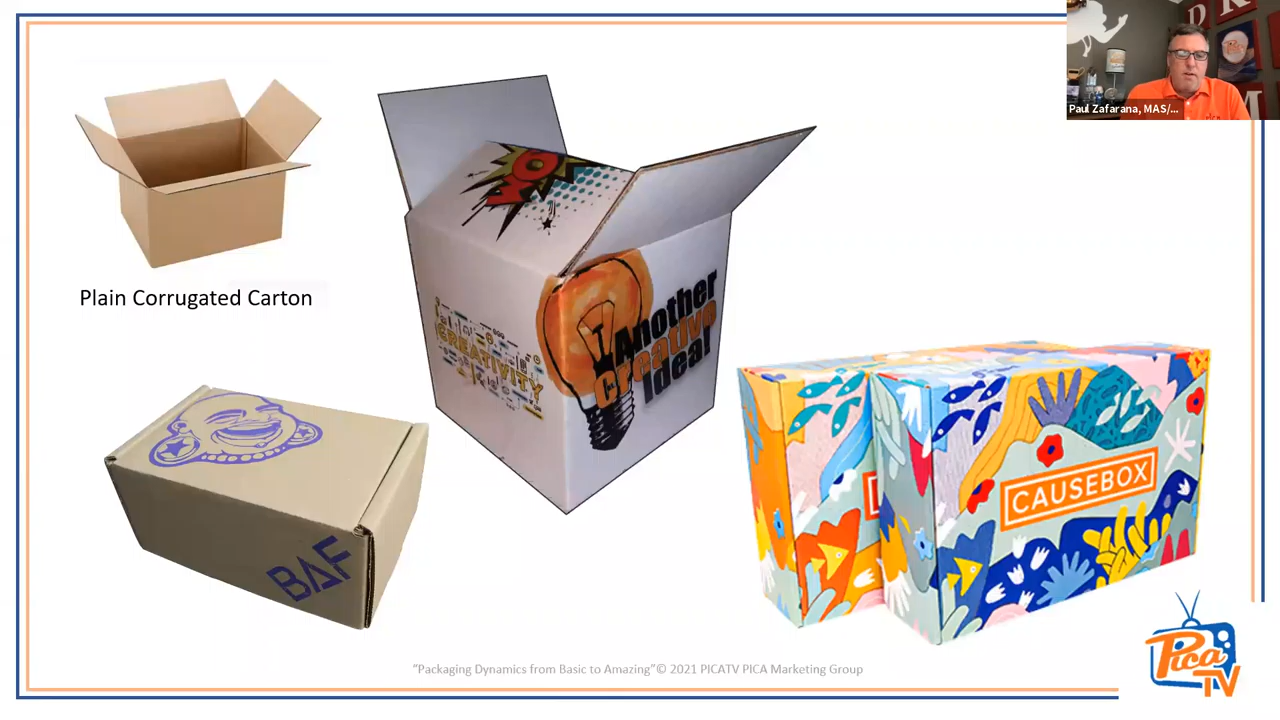 Paul Zafarana, MAS/...
WOW
Another
Creative
Idea!
CREATIVITY
Plain Corrugated Carton
BAF
CAUSEBOX
"Packaging Dynamics from Basic to Amazing"© 2021 PICATV PICA Marketing Group
Pica
TV